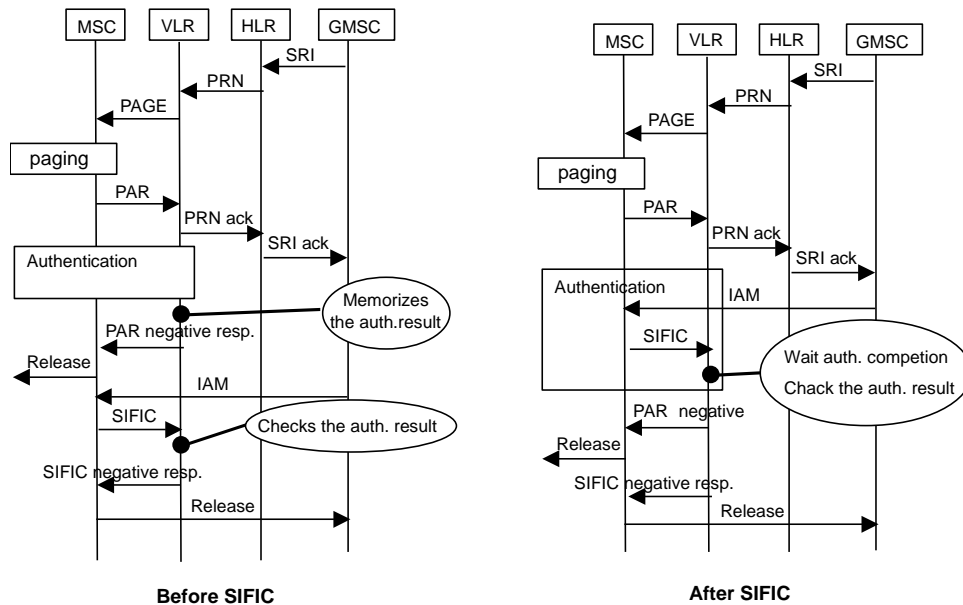 MSC VLR HLR GMSC
SRI
PRN
PAGE
paging
PAR
PRN ack
SRI ack
Authentication
Memorizes
the auth.result
PAR negative resp.
Release
IAM
SIFIC
Checks the auth. result
SIFIC negative resp.
Release
Before SIFIC
MSC VLR HLR GMSC
SRI
PRN
PAGE
paging
PAR
PRN ack
SRI ack
Authentication
IAM
SIFIC
Wait auth. competion
Chack the auth. result
PAR negative
Release
SIFIC negative resp.
Release
After SIFIC